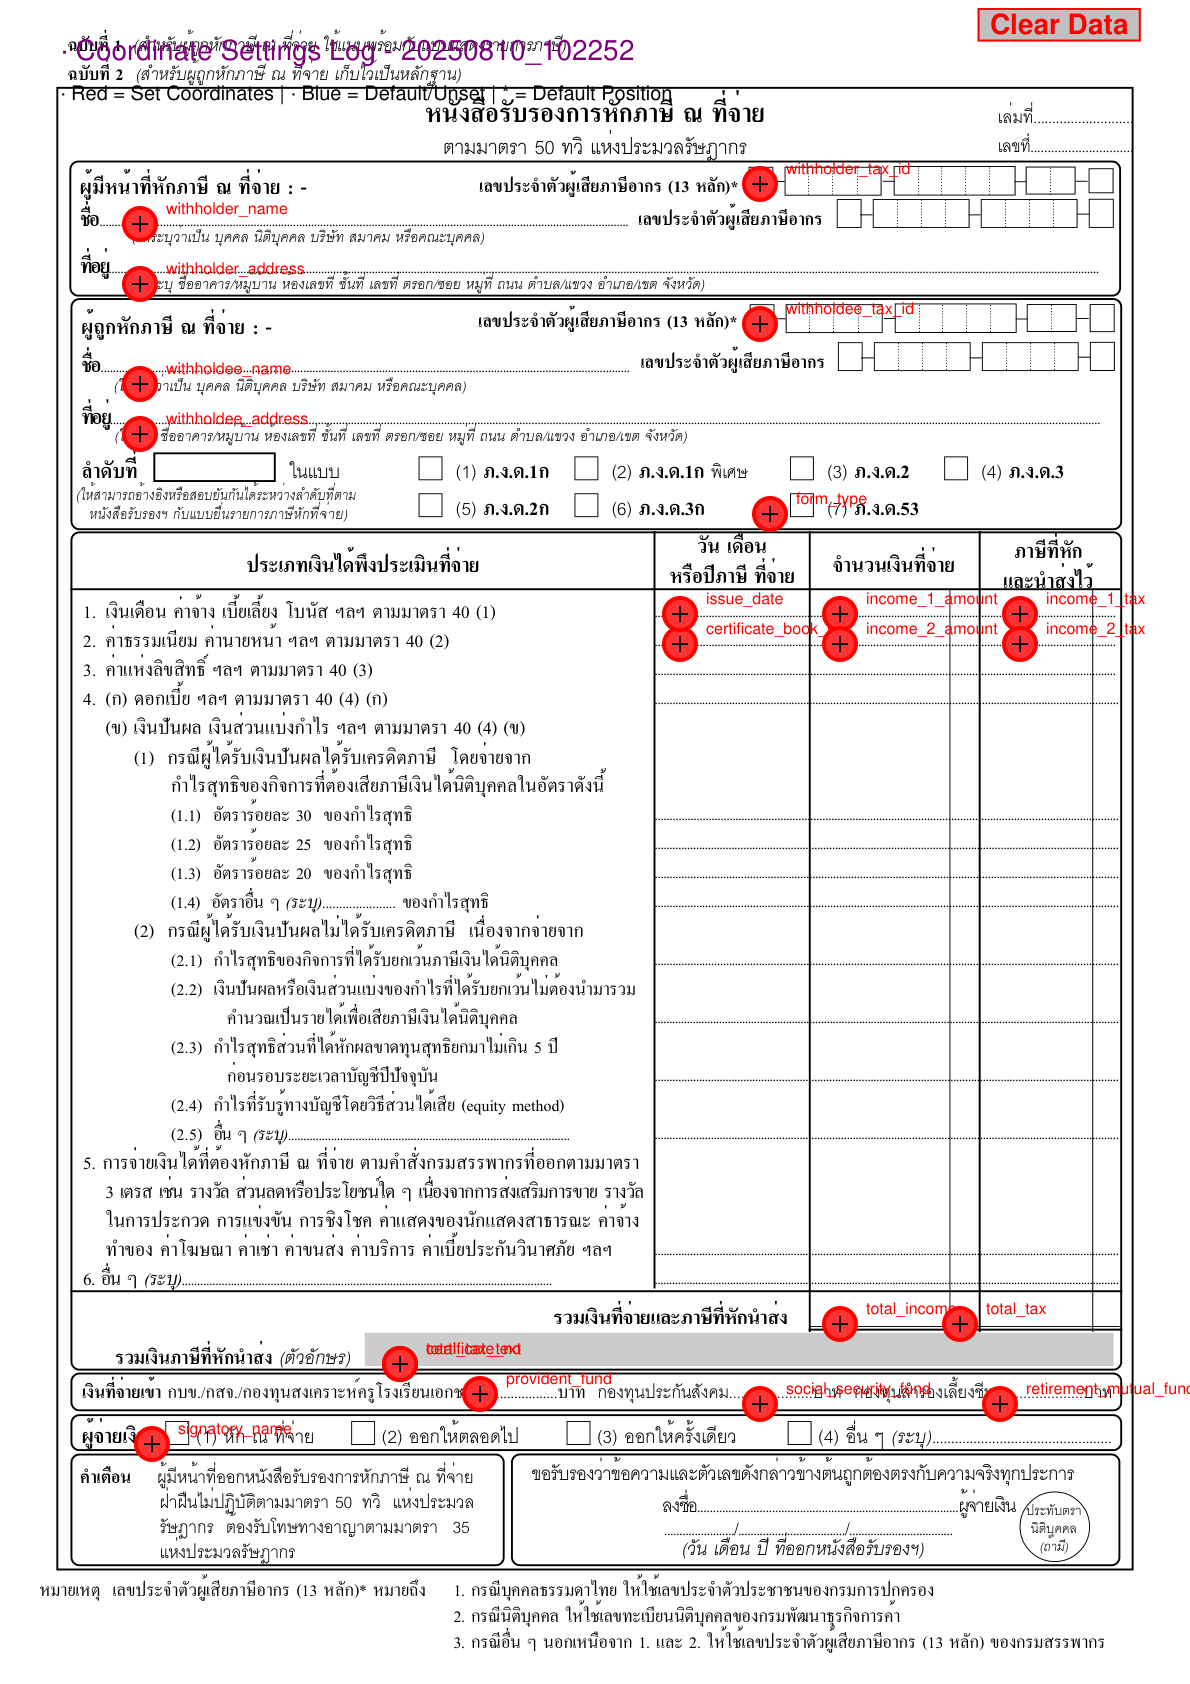 Clear Data
ฉบับที่ 1 (สำหรับผู้ถูกหักภาษี ณ ที่จ่าย ใช้แนบพร้อมกับแบบแสดงรายการภาษี)
· Coordinate Settings Log - 20250810_102252
ฉบับที่ 2 (สำหรับผู้ถูกหักภาษี ณ ที่จ่าย เก็บไว้เป็นหลักฐาน)
· Red = Set Coordinates | · Blue = Default/Unset | * = Default Position
หนังสือรับรองการหักภาษี ณ ที่จ่าย
เล่มที่
ตามมาตรา 50 ทวิ แห่งประมวลรัษฎากร
เลขที่
ผู้มีหน้าที่หักภาษี ณ ที่จ่าย : - เลขประจำตัวผู้เสียภาษีอากร (13 หลัก)* withholder_tax_id
ชื่อ withholder_name เลขประจำตัวผู้เสียภาษีอากร
ระบุว่าเป็น บุคคล นิติบุคคล บริษัท สมาคม หรือคณะบุคคล)
ที่อยู่ withholder_address
ระบุ ชื่ออาคาร/หมู่บ้าน ห้องเลขที่ ชั้นที่ เลขที่ ตรอก/ซอย หมู่ที่ ถนน ตำบล/แขวง อำเภอ/เขต จังหวัด)
ผู้ถูกหักภาษี ณ ที่จ่าย : - เลขประจำตัวผู้เสียภาษีอากร (13 หลัก)* withholdee_tax_id
ชื่อ withholdee_name เลขประจำตัวผู้เสียภาษีอากร
ว่าเป็น บุคคล นิติบุคคล บริษัท สมาคม หรือคณะบุคคล)
ที่อยู่ withholdee_address
ชื่ออาคาร/หมู่บ้าน ห้องเลขที่ ชั้นที่ เลขที่ ตรอก/ซอย หมู่ที่ ถนน ตำบล/แขวง อำเภอ/เขต จังหวัด)
ลำดับที่ ในแบบ (1) ภ.ง.ด.1ก (2) ภ.ง.ด.1ก พิเศษ (3) ภ.ง.ด.2 (4) ภ.ง.ด.3
(ให้สามารถอ้างอิงหรือสอบยันกันได้ระหว่างลำดับที่ตาม
หนังสือรับรองฯ กับแบบยื่นรายการภาษีหักที่จ่าย)
(5) ภ.ง.ด.2ก (6) ภ.ง.ด.3ก form_type (7) ภ.ง.ด.53
ประเภทเงินได้พึงประเมินที่จ่าย
วัน เดือน
หรือปีภาษี ที่จ่าย
จำนวนเงินที่จ่าย
ภาษีที่หัก
และนำส่งไว้
1. เงินเดือน ค่าจ้าง เบี้ยเลี้ยง โบนัส ฯลฯ ตามมาตรา 40 (1) issue_date income_1_amount income_1_tax
2. ค่าธรรมเนียม ค่านายหน้า ฯลฯ ตามมาตรา 40 (2) certificate_book_ income_2_amount income_2_tax
3. ค่าแห่งลิขสิทธิ์ ฯลฯ ตามมาตรา 40 (3)
4. (ก) ดอกเบี้ย ฯลฯ ตามมาตรา 40 (4) (ก)
(ข) เงินปันผล เงินส่วนแบ่งกำไร ฯลฯ ตามมาตรา 40 (4) (ข)
(1) กรณีผู้ได้รับเงินปันผลได้รับเครดิตภาษี โดยจ่ายจาก
กำไรสุทธิของกิจการที่ต้องเสียภาษีเงินได้นิติบุคคลในอัตราดังนี้
(1.1) อัตราร้อยละ 30 ของกำไรสุทธิ
(1.2) อัตราร้อยละ 25 ของกำไรสุทธิ
(1.3) อัตราร้อยละ 20 ของกำไรสุทธิ
(1.4) อัตราอื่น ๆ (ระบุ) ของกำไรสุทธิ
(2) กรณีผู้ได้รับเงินปันผลไม่ได้รับเครดิตภาษี เนื่องจากจ่ายจาก
(2.1) กำไรสุทธิของกิจการที่ได้รับยกเว้นภาษีเงินได้นิติบุคคล
(2.2) เงินปันผลหรือเงินส่วนแบ่งของกำไรที่ได้รับยกเว้นไม่ต้องนำมารวม
คำนวณเป็นรายได้เพื่อเสียภาษีเงินได้นิติบุคคล
(2.3) กำไรสุทธิส่วนที่ได้หักผลขาดทุนสุทธิยกมาไม่เกิน 5 ปี
ก่อนรอบระยะเวลาบัญชีปีปัจจุบัน
(2.4) กำไรที่รับรู้ทางบัญชีโดยวิธีส่วนได้เสีย (equity method)
(2.5) อื่น ๆ (ระบุ)
5. การจ่ายเงินได้ที่ต้องหักภาษี ณ ที่จ่าย ตามคำสั่งกรมสรรพากรที่ออกตามมาตรา
3 เตรส เช่น รางวัล ส่วนลดหรือประโยชน์ใด ๆ เนื่องจากการส่งเสริมการขาย รางวัล
ในการประกวด การแข่งขัน การชิงโชค ค่าแสดงของนักแสดงสาธารณะ ค่าจ้าง
ทำของ ค่าโฆษณา ค่าเช่า ค่าขนส่ง ค่าบริการ ค่าเบี้ยประกันวินาศภัย ฯลฯ
6. อื่น ๆ (ระบุ)
รวมเงินที่จ่ายและภาษีที่หักนำส่ง total_income total_tax
รวมเงินภาษีที่หักนำส่ง (ตัวอักษร)
เงินที่จ่ายเข้า กบข./กสจ./กองทุนสงเคราะห์ครูโรงเรียนเอกช provident_fund บาท กองทุนประกันสังคม social_security_fund retirement_mutual_fund
ผู้จ่ายเงิ signatory_name (1) หัก ณ ที่จ่าย (2) ออกให้ตลอดไป (3) ออกให้ครั้งเดียว (4) อื่น ๆ (ระบุ)
คำเตือน ผู้มีหน้าที่ออกหนังสือรับรองการหักภาษี ณ ที่จ่าย
ฝ่าฝืนไม่ปฏิบัติตามมาตรา 50 ทวิ แห่งประมวล
รัษฎากร ต้องรับโทษทางอาญาตามมาตรา 35
แห่งประมวลรัษฎากร
ขอรับรองว่าข้อความและตัวเลขดังกล่าวข้างต้นถูกต้องตรงกับความจริงทุกประการ
ลงชื่อ ผู้จ่ายเงิน
/ /
(วัน เดือน ปี ที่ออกหนังสือรับรองฯ)
ประทับตรา
นิติบุคคล
(ถ้ามี)
หมายเหตุ เลขประจำตัวผู้เสียภาษีอากร (13 หลัก)* หมายถึง 1. กรณีบุคคลธรรมดาไทย ให้ใช้เลขประจำตัวประชาชนของกรมการปกครอง
2. กรณีนิติบุคคล ให้ใช้เลขทะเบียนนิติบุคคลของกรมพัฒนาธุรกิจการค้า
3. กรณีอื่น ๆ นอกเหนือจาก 1. และ 2. ให้ใช้เลขประจำตัวผู้เสียภาษีอากร (13 หลัก) ของกรมสรรพากร